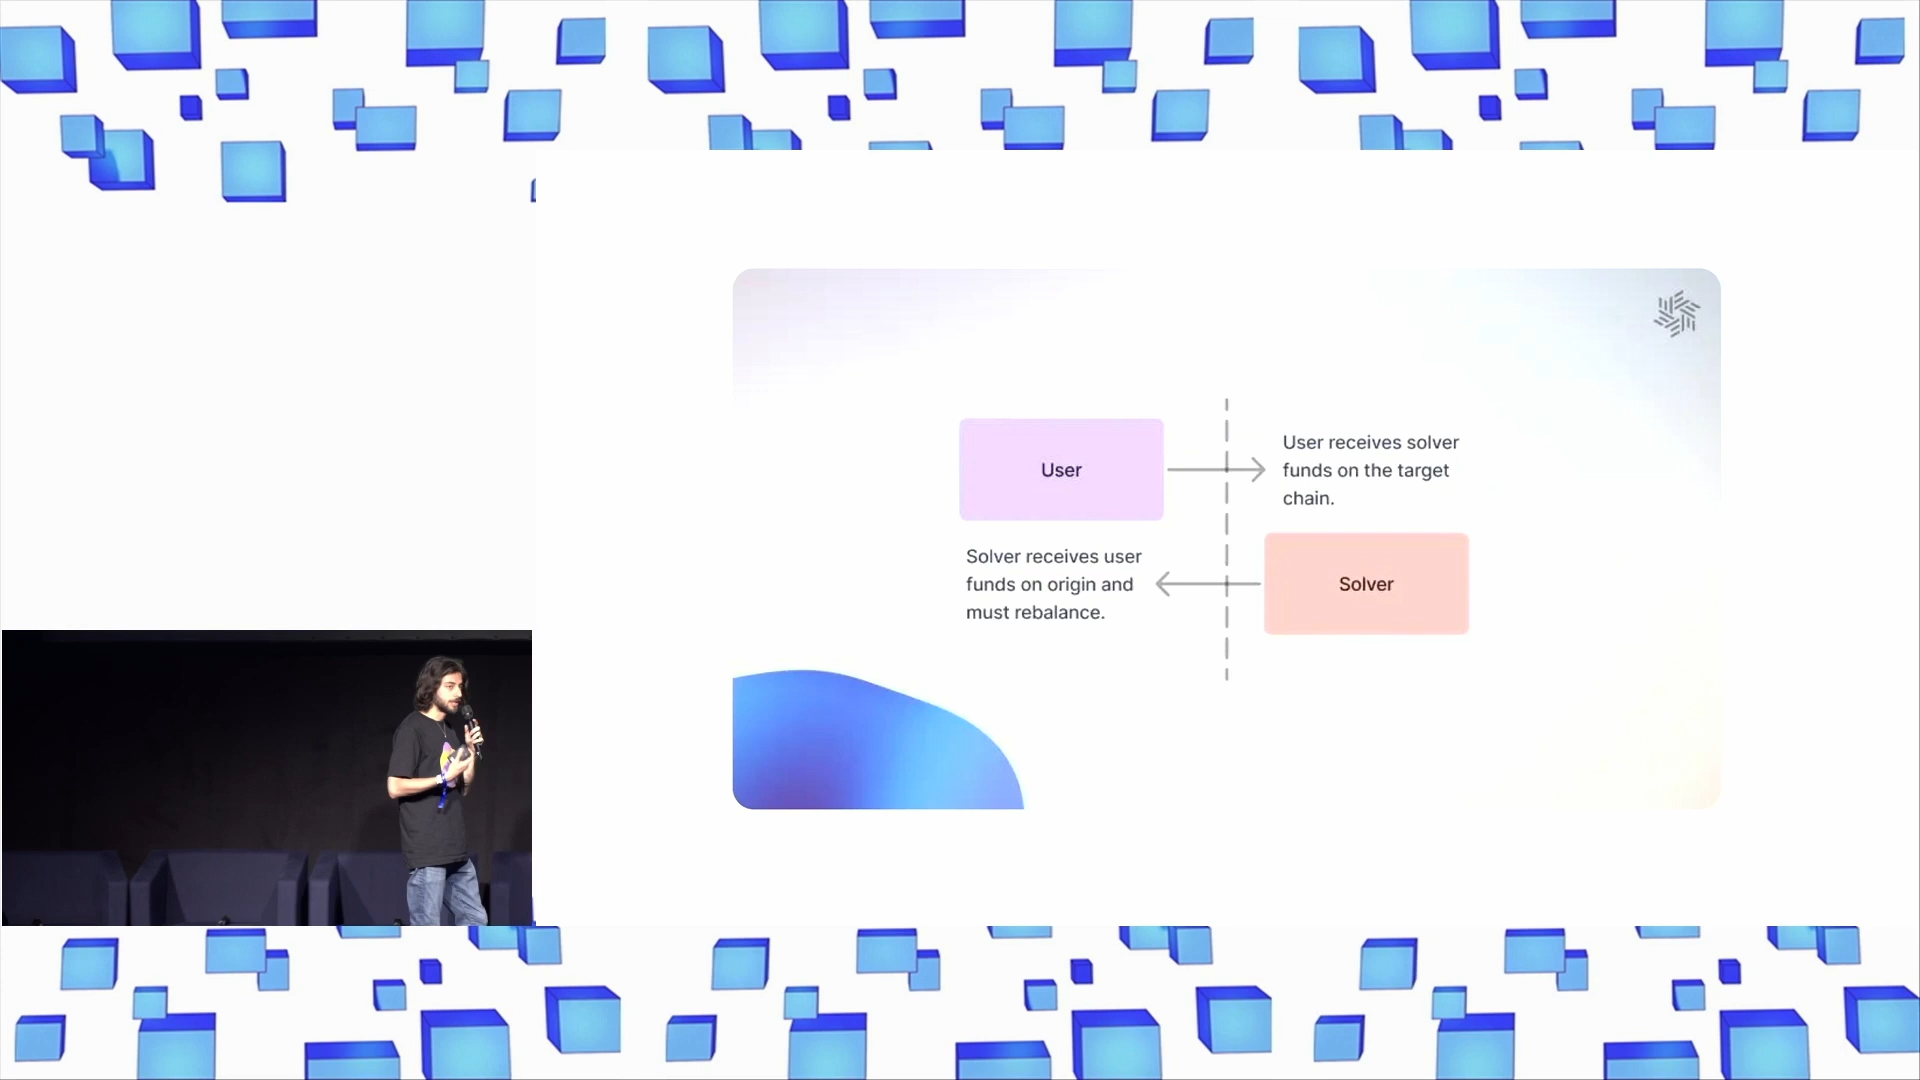 User
User receives solver
funds on the target
chain.
Solver receives user
funds on origin and
must rebalance.
Solver